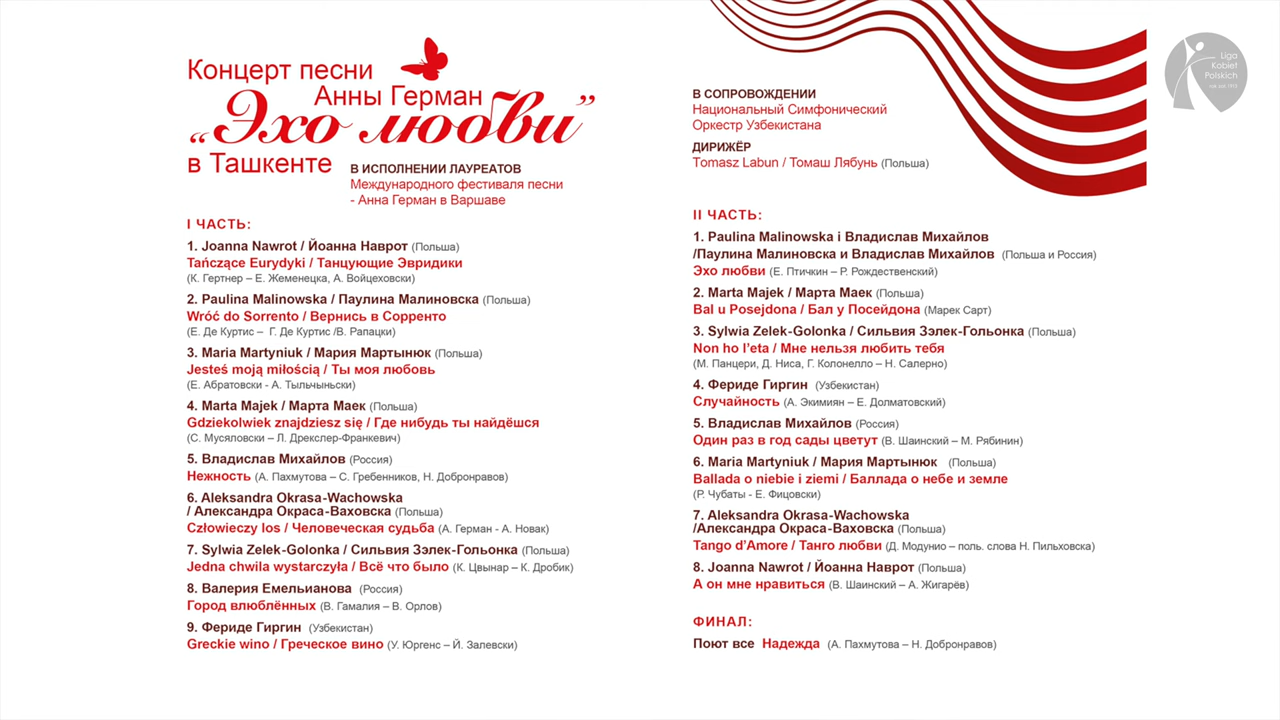 Концерт песни
Анны Герман
„Эхо любви”
в Ташкенте
В ИСПОЛНЕНИИ ЛАУРЕАТОВ
Международного фестиваля песни
- Анна Герман в Варшаве
I ЧАСТЬ:
1. Joanna Nawrot / Йоанна Наврот (Польша)
Tańczące Eurydyki / Танцующие Эвридики
(К. Гертнер – Е. Жеменецка, А. Войцеховски)
2. Paulina Malinowska / Паулина Малиновска (Польша)
Wróć do Sorrento / Вернись в Сорренто
(Е. Де Куртис – Г. Де Куртис /В. Рапацки)
3. Maria Martyniuk / Мария Мартынюк (Польша)
Jesteś moją miłością / Ты моя любовь
(Е. Абратовски - А. Тыльчыньски)
4. Marta Majek / Марта Маек (Польша)
Gdziekolwiek znajdziesz się / Где нибудь ты найдёшся
(С. Мусяловски – Л. Дрекслер-Франкевич)
5. Владислав Михайлов (Россия)
Нежность (А. Пахмутова – С. Гребенников, Н. Добронравов)
6. Aleksandra Okrasa-Wachowska
/ Александра Окраса-Ваховска (Польша)
Człowieczy los / Человеческая судьба (А. Герман - А. Новак)
7. Sylwia Zelek-Golonka / Сильвия Зэлек-Гольонка (Польша)
Jedna chwila wystarczyła / Всё что было (К. Цвынар – К. Дробик)
8. Валерия Емельианова (Россия)
Город влюблённых (В. Гамалия – В. Орлов)
9. Фериде Гиргин (Узбекистан)
Greckie wino / Греческое вино (У. Юргенс – Й. Залевски)
В СОПРОВОЖДЕНИИ
Национальный Симфонический
Оркестр Узбекистана
ДИРИЖЁР
Tomasz Labun / Томаш Лябунь (Польша)
II ЧАСТЬ:
1. Paulina Malinowska i Владислав Михайлов
/Паулина Малиновска и Владислав Михайлов (Польша и Россия)
Эхо любви (Е. Птичкин – Р. Рождественский)
2. Marta Majek / Марта Маек (Польша)
Bal u Posejdona / Бал у Посейдона (Марек Сарт)
3. Sylwia Zelek-Golonka / Сильвия Зэлек-Гольонка (Польша)
Non ho l’eta / Мне нельзя любить тебя
(М. Панцери, Д. Ниса, Г. Колонелло – Н. Салерно)
4. Фериде Гиргин (Узбекистан)
Случайность (А. Экимиян – Е. Долматовский)
5. Владислав Михайлов (Россия)
Один раз в год сады цветут (В. Шаинский – М. Рябинин)
6. Maria Martyniuk / Мария Мартынюк (Польша)
Ballada o niebie i ziemi / Баллада о небе и земле
(Р. Чубаты - Е. Фицовски)
7. Aleksandra Okrasa-Wachowska
/Александра Окраса-Ваховска (Польша)
Tango d’Amore / Танго любви (Д. Модунио – поль. слова Н. Пильховска)
8. Joanna Nawrot / Йоанна Наврот (Польша)
А он мне нравиться (В. Шаинский – А. Жигарёв)
ФИНАЛ:
Поют все Надежда (А. Пахмутова – Н. Добронравов)
Liga
Kobiet
Polskich